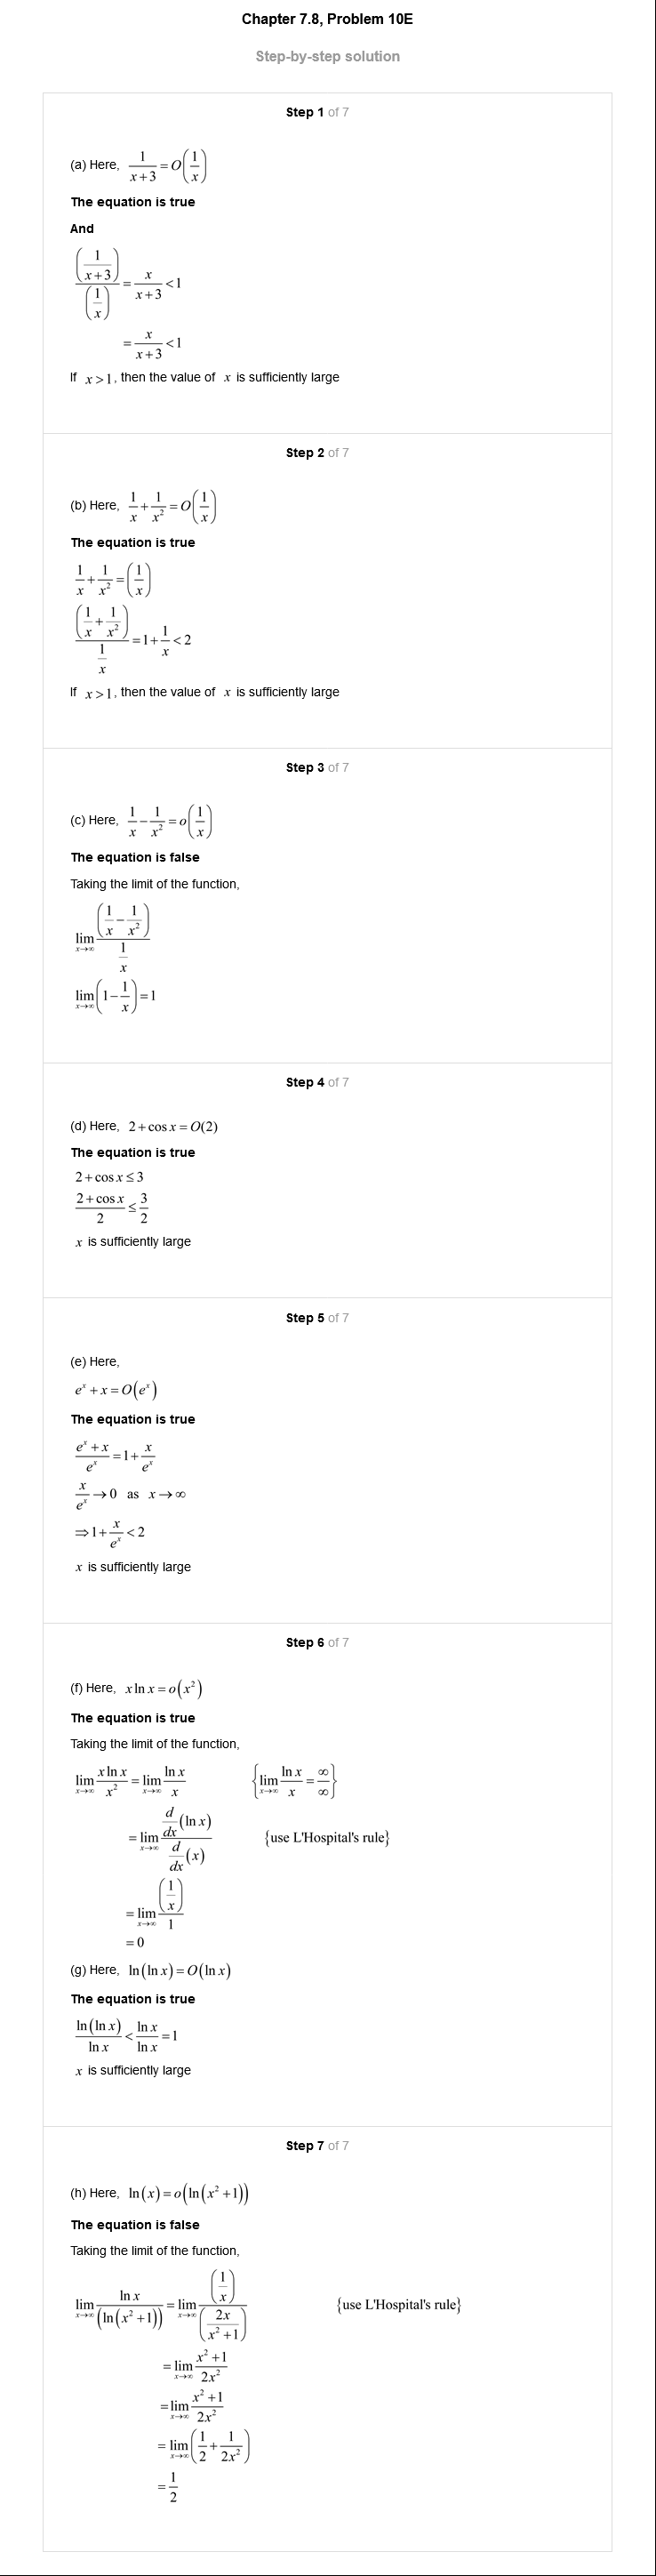 Chapter 7.8, Problem 10E
Step-by-step solution
Step 1 of 7
(a) Here, \frac{1}{x+3} = O\left(\frac{1}{x}\right)
The equation is true
And
\frac{\left(\frac{1}{x+3}\right)}{\left(\frac{1}{x}\right)} = \frac{x}{x+3} < 1
= \frac{x}{x+3} < 1
If x > 1, then the value of x is sufficiently large
Step 2 of 7
(b) Here, \frac{1}{x} + \frac{1}{x^2} = O\left(\frac{1}{x}\right)
The equation is true
\frac{1}{x} + \frac{1}{x^2} = \left(\frac{1}{x}\right)
\frac{\left(\frac{1}{x} + \frac{1}{x^2}\right)}{\frac{1}{x}} = 1 + \frac{1}{x} < 2
If x > 1, then the value of x is sufficiently large
Step 3 of 7
(c) Here, \frac{1}{x} - \frac{1}{x^2} = o\left(\frac{1}{x}\right)
The equation is false
Taking the limit of the function,
\lim_{x \to \infty} \frac{\left(\frac{1}{x} - \frac{1}{x^2}\right)}{\frac{1}{x}}
\lim_{x \to \infty} \left(1 - \frac{1}{x}\right) = 1
Step 4 of 7
(d) Here, 2 + cos x = O(2)
The equation is true
2 + cos x ≤ 3
\frac{2 + \cos x}{2} ≤ \frac{3}{2}
x is sufficiently large
Step 5 of 7
(e) Here,
e^x + x = O(e^x)
The equation is true
\frac{e^x + x}{e^x} = 1 + \frac{x}{e^x}
\frac{x}{e^x} → 0 as x → ∞
⇒ 1 + \frac{x}{e^x} < 2
x is sufficiently large
Step 6 of 7
(f) Here, x ln x = o(x^2)
The equation is true
Taking the limit of the function,
\lim_{x \to \infty} \frac{x \ln x}{x^2} = \lim_{x \to \infty} \frac{\ln x}{x} \left\{\lim_{x \to \infty} \frac{\ln x}{x} = \frac{\infty}{\infty}\right\}
= \lim_{x \to \infty} \frac{\frac{d}{dx}(\ln x)}{\frac{d}{dx}(x)} {use L'Hospital's rule}
= \lim_{x \to \infty} \frac{\left(\frac{1}{x}\right)}{1}
= 0
(g) Here, ln(ln x) = O(ln x)
The equation is true
\frac{\ln(\ln x)}{\ln x} < \frac{\ln x}{\ln x} = 1
x is sufficiently large
Step 7 of 7
(h) Here, ln(x) = o(ln(x^2 + 1))
The equation is false
Taking the limit of the function,
\lim_{x \to \infty} \frac{\ln x}{(\ln(x^2 + 1))} = \lim_{x \to \infty} \frac{\left(\frac{1}{x}\right)}{\left(\frac{2x}{x^2 + 1}\right)} {use L'Hospital's rule}
= \lim_{x \to \infty} \frac{x^2 + 1}{2x^2}
= \lim_{x \to \infty} \frac{x^2 + 1}{2x^2}
= \lim_{x \to \infty} \left(\frac{1}{2} + \frac{1}{2x^2}\right)
= \frac{1}{2}